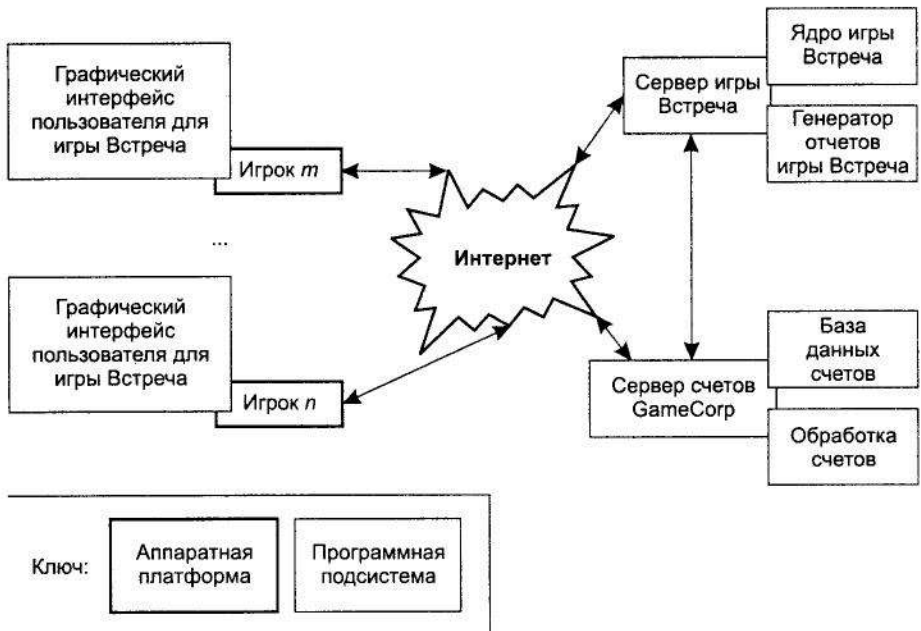 Графический
интерфейс
пользователя для
игры Встреча
Игрок m
...
Графический
интерфейс
пользователя для
игры Встреча
Игрок n
Интернет
Сервер игры
Встреча
Ядро игры
Встреча
Генератор
отчетов
игры Встреча
Сервер счетов
GameCorp
База
данных
счетов
Обработка
счетов
Ключ:
Аппаратная
платформа
Программная
подсистема